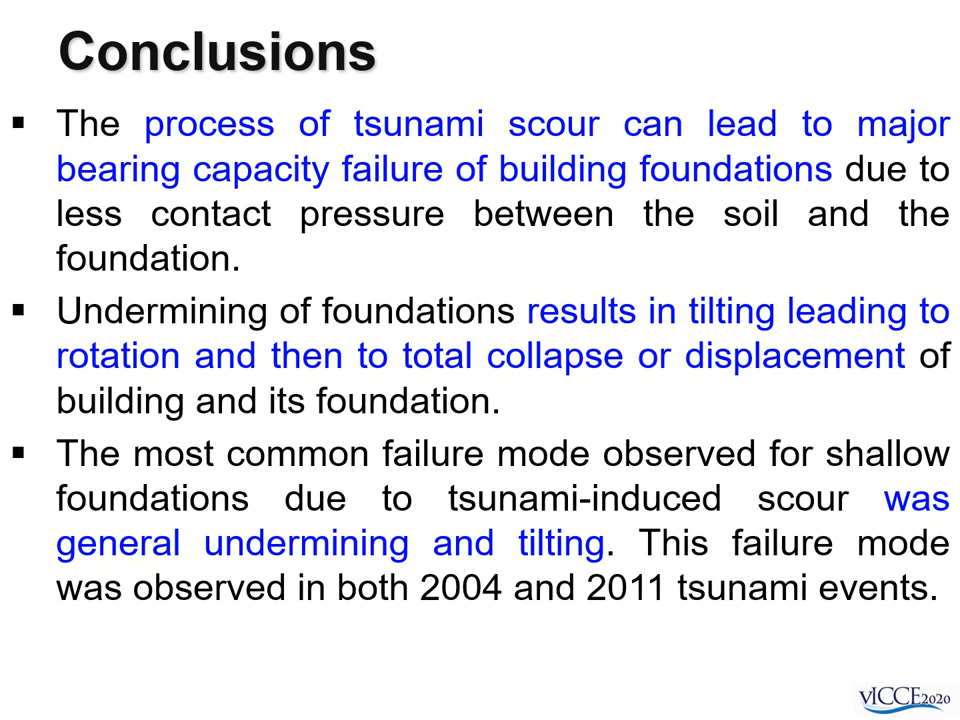 Conclusions
▪ The process of tsunami scour can lead to major
bearing capacity failure of building foundations due to
less contact pressure between the soil and the
foundation.
▪ Undermining of foundations results in tilting leading to
rotation and then to total collapse or displacement of
building and its foundation.
▪ The most common failure mode observed for shallow
foundations due to tsunami-induced scour was
general undermining and tilting. This failure mode
was observed in both 2004 and 2011 tsunami events.
vICCE2020